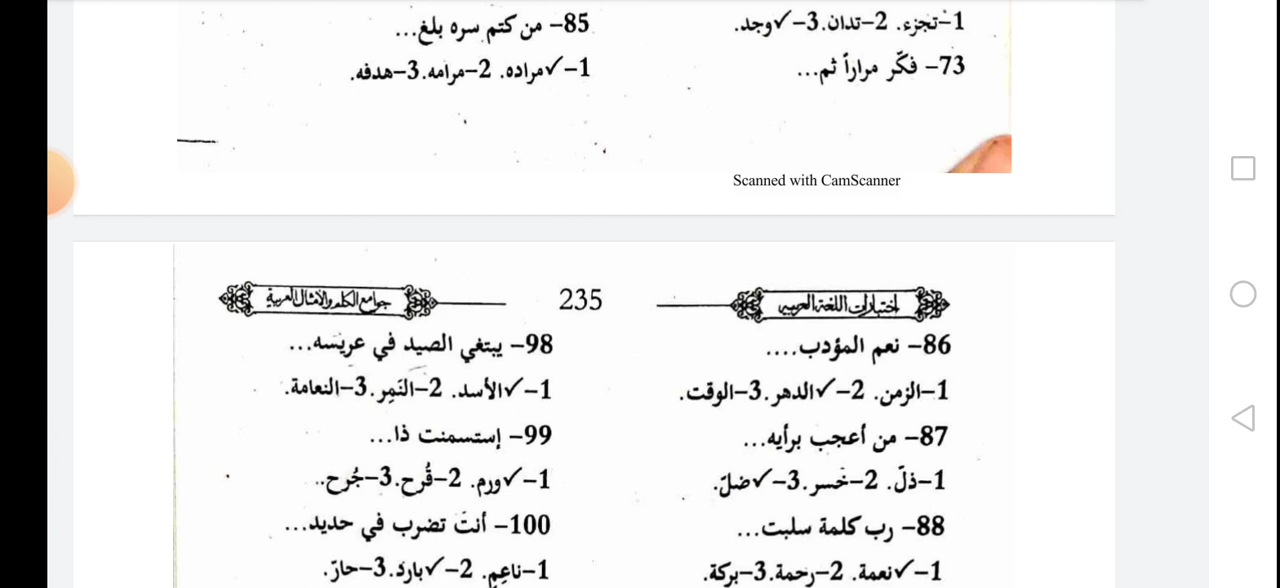 1-تجزء. 2-تدان.3-✓وجد.
73- فكّر مراراً ثم...
85- من كتم سره بلغ...
1-✓مراده. 2-مرامه.3-هدفه.
Scanned with CamScanner
اختبارات اللغة العربية
235
جوامع الكلم والأمثال العربية
86- نعم المؤدب....
1-الزمن. 2-✓الدهر.3-الوقت.
87- من أعجب برأيه...
1-ذلّ. 2-خسر.3-✓ضلّ.
88- رب كلمة سلبت...
1-✓نعمة. 2-رحمة.3-بركة.
98- يبتغي الصيد في عريسه...
1-✓الأسد. 2-النَمِر.3-النعامة.
99- إستسمنت ذا...
1-✓ورم. 2-قُرح.3-جُرح..
100- أنتَ تضرب في حديد...
1-ناعِم. 2-✓بارد.3-حارّ.